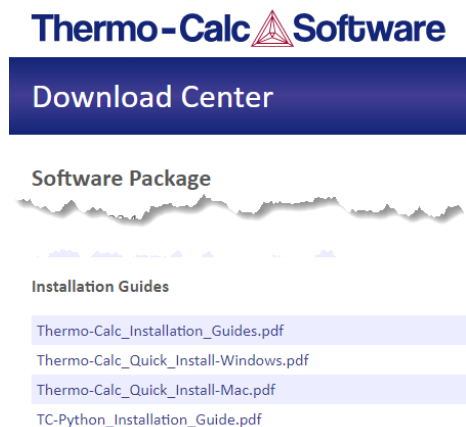 Thermo-Calc Software
Download Center
Software Package
Installation Guides
Thermo-Calc_Installation_Guides.pdf
Thermo-Calc_Quick_Install-Windows.pdf
Thermo-Calc_Quick_Install-Mac.pdf
TC-Python_Installation_Guide.pdf